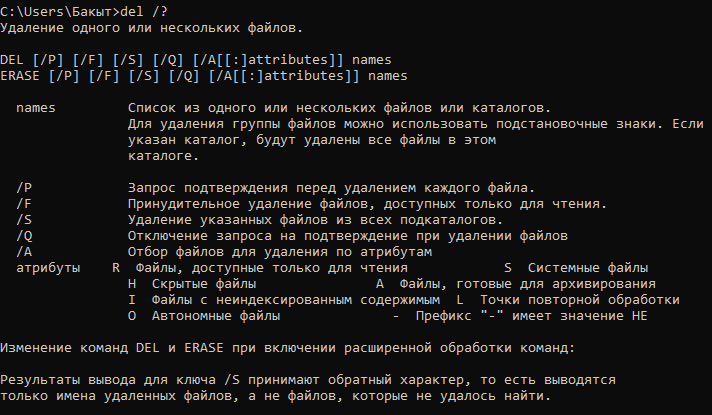 C:\Users\Бакыт>del /?
Удаление одного или нескольких файлов.
DEL [/P] [/F] [/S] [/Q] [/A[[:]attributes]] names
ERASE [/P] [/F] [/S] [/Q] [/A[[:]attributes]] names
names Список из одного или нескольких файлов или каталогов.
Для удаления группы файлов можно использовать подстановочные знаки. Если
указан каталог, будут удалены все файлы в этом
каталоге.
/P Запрос подтверждения перед удалением каждого файла.
/F Принудительное удаление файлов, доступных только для чтения.
/S Удаление указанных файлов из всех подкаталогов.
/Q Отключение запроса на подтверждение при удалении файлов
/A Отбор файлов для удаления по атрибутам
атрибуты R Файлы, доступные только для чтения S Системные файлы
H Скрытые файлы A Файлы, готовые для архивирования
I Файлы с неиндексированным содержимым L Точки повторной обработки
O Автономные файлы - Префикс "-" имеет значение НЕ
Изменение команд DEL и ERASE при включении расширенной обработки команд:
Результаты вывода для ключа /S принимают обратный характер, то есть выводятся
только имена удаленных файлов, а не файлов, которые не удалось найти.